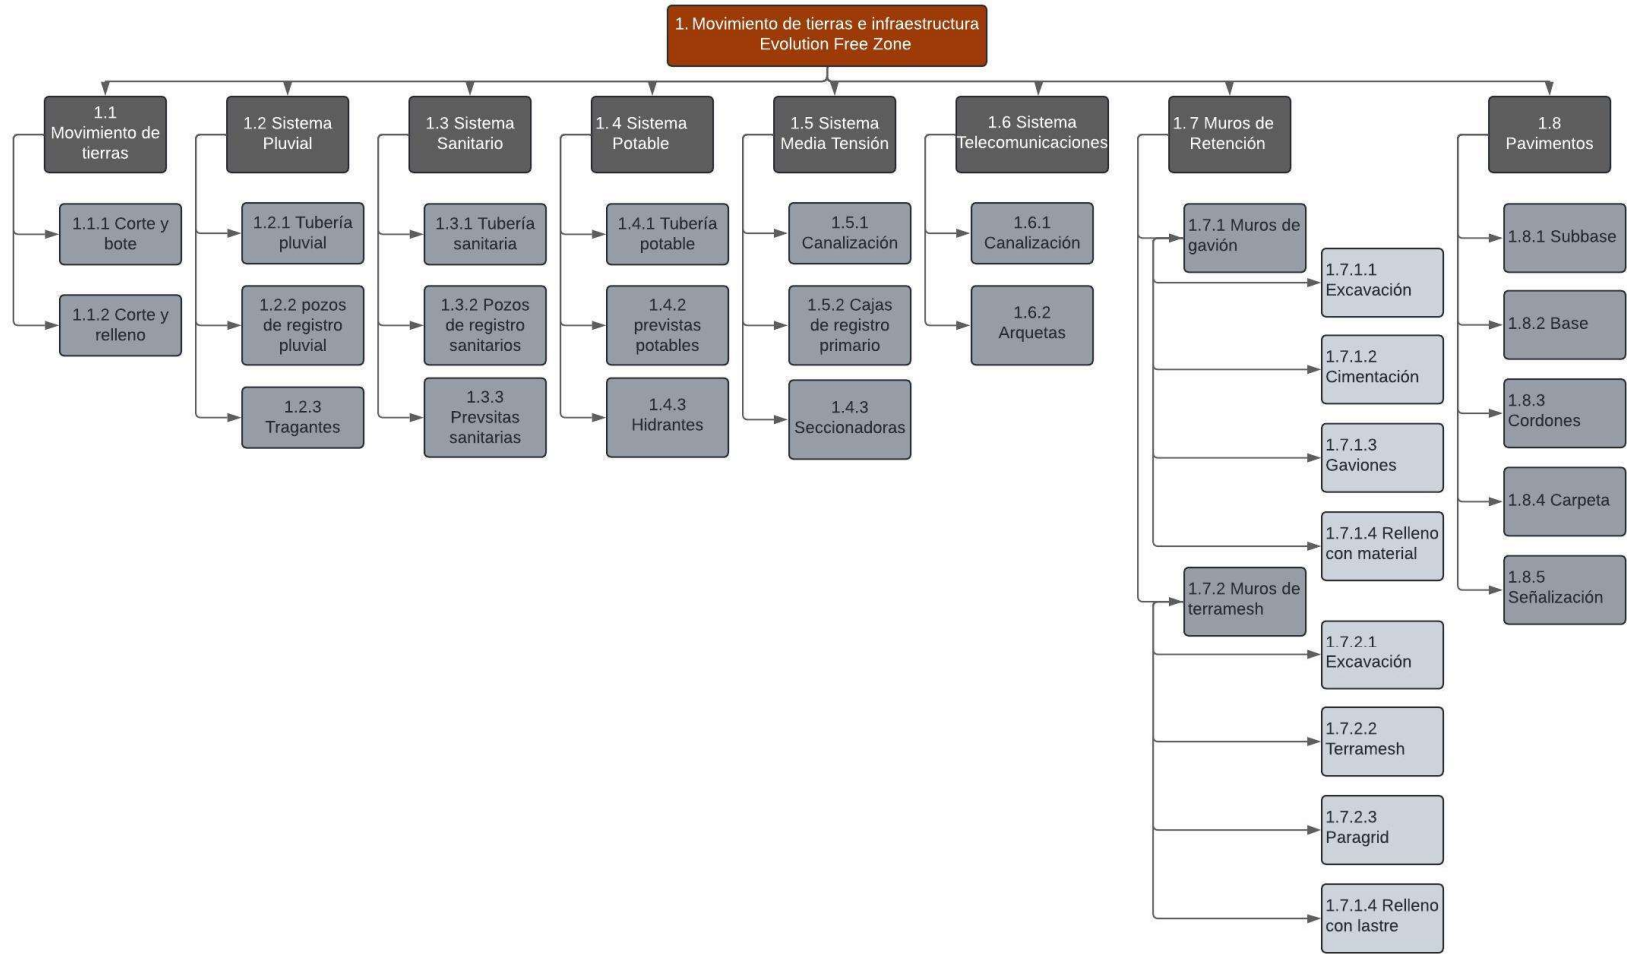 1. Movimiento de tierras e infraestructura
Evolution Free Zone
1.1
Movimiento de
tierras
1.1.1 Corte y
bote
1.1.2 Corte y
relleno
1.2 Sistema
Pluvial
1.2.1 Tubería
pluvial
1.2.2 pozos
de registro
pluvial
1.2.3
Tragantes
1.3 Sistema
Sanitario
1.3.1 Tubería
sanitaria
1.3.2 Pozos
de registro
sanitarios
1.3.3
Prevsitas
sanitarias
1. 4 Sistema
Potable
1.4.1 Tubería
potable
1.4.2
previstas
potables
1.4.3
Hidrantes
1.5 Sistema
Media Tensión
1.5.1
Canalización
1.5.2 Cajas
de registro
primario
1.4.3
Seccionadoras
1.6 Sistema
Telecomunicaciones
1.6.1
Canalización
1.6.2
Arquetas
1. 7 Muros de
Retención
1.7.1 Muros de
gavión
1.7.1.1
Excavación
1.7.1.2
Cimentación
1.7.1.3
Gaviones
1.7.1.4 Relleno
con material
1.7.2 Muros de
terramesh
1.7.2.1
Excavación
1.7.2.2
Terramesh
1.7.2.3
Paragrid
1.7.1.4 Relleno
con lastre
1.8
Pavimentos
1.8.1 Subbase
1.8.2 Base
1.8.3
Cordones
1.8.4 Carpeta
1.8.5
Señalización